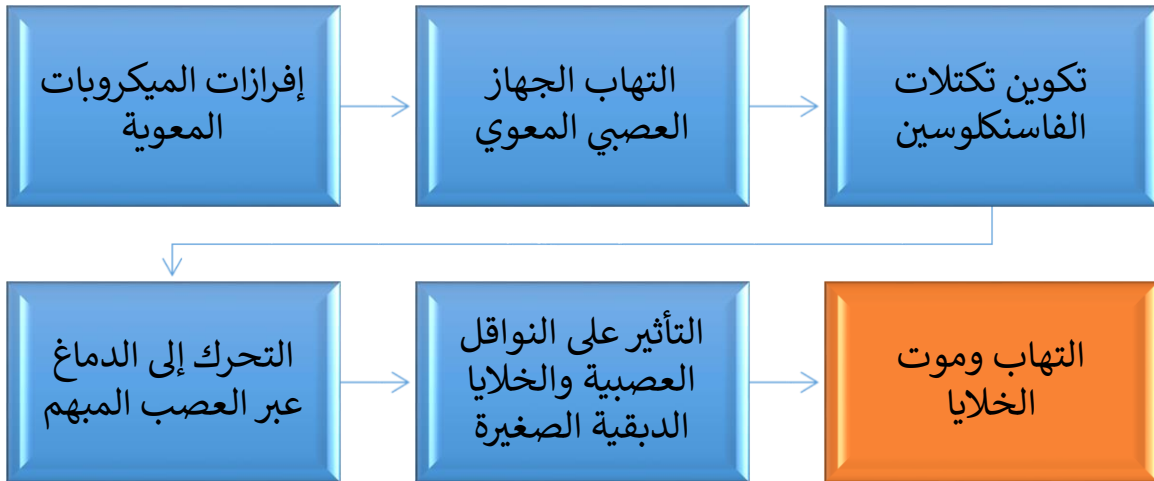 إفرازات الميكروبات
المعوية
التهاب الجهاز
العصبي المعوي
تكوين تكتلات
الفاسنكلوسين
التحرك إلى الدماغ
عبر العصب المبهم
التأثير على النواقل
العصبية والخلايا
الدبقية الصغيرة
التهاب وموت
الخلايا